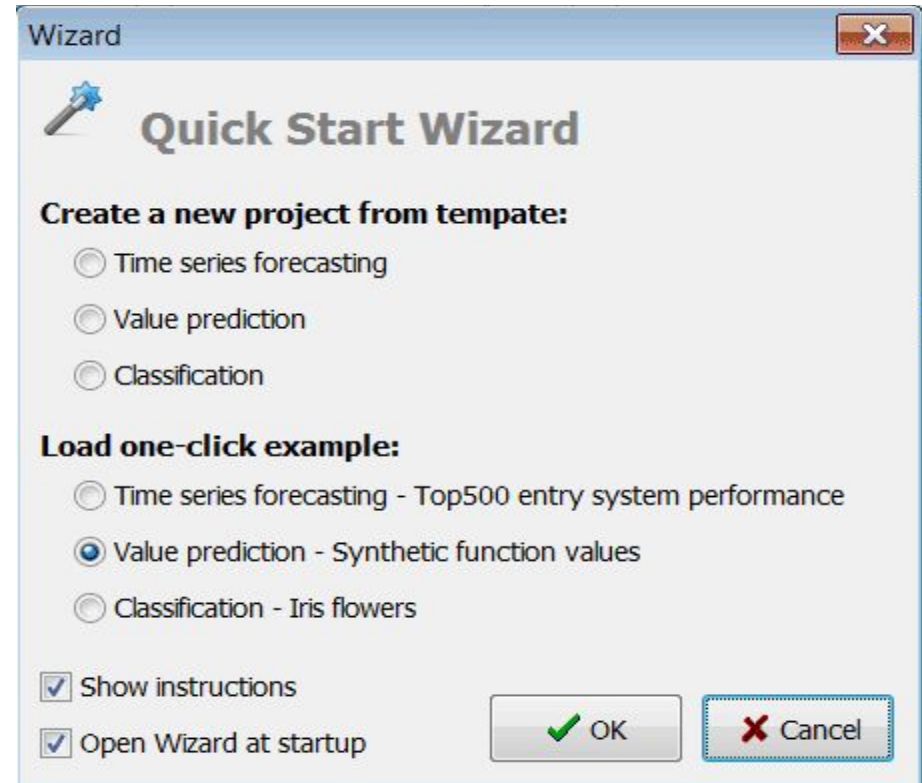 Wizard
Quick Start Wizard
Create a new project from tempate:
Time series forecasting
Value prediction
Classification
Load one-click example:
Time series forecasting - Top500 entry system performance
Value prediction - Synthetic function values
Classification - Iris flowers
Show instructions
Open Wizard at startup
OK
Cancel